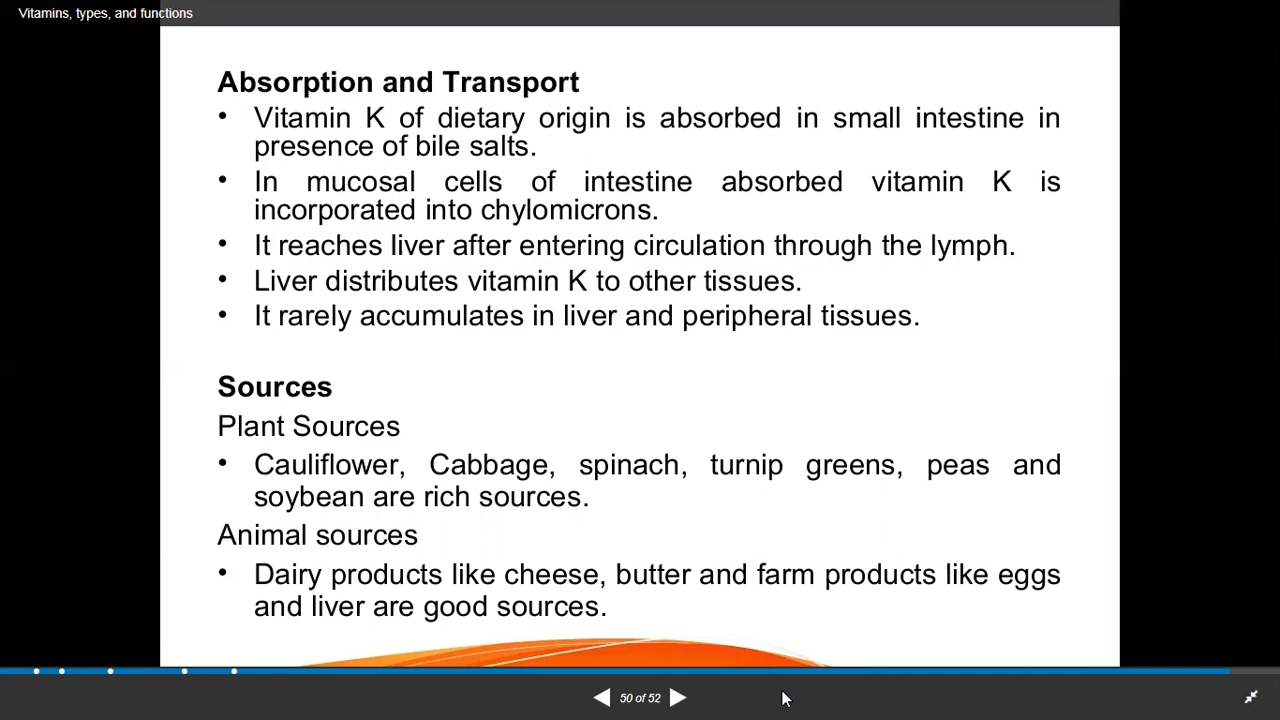 Vitamins, types, and functions
Absorption and Transport
• Vitamin K of dietary origin is absorbed in small intestine in
presence of bile salts.
• In mucosal cells of intestine absorbed vitamin K is
incorporated into chylomicrons.
• It reaches liver after entering circulation through the lymph.
• Liver distributes vitamin K to other tissues.
• It rarely accumulates in liver and peripheral tissues.
Sources
Plant Sources
• Cauliflower, Cabbage, spinach, turnip greens, peas and
soybean are rich sources.
Animal sources
• Dairy products like cheese, butter and farm products like eggs
and liver are good sources.
50 of 52